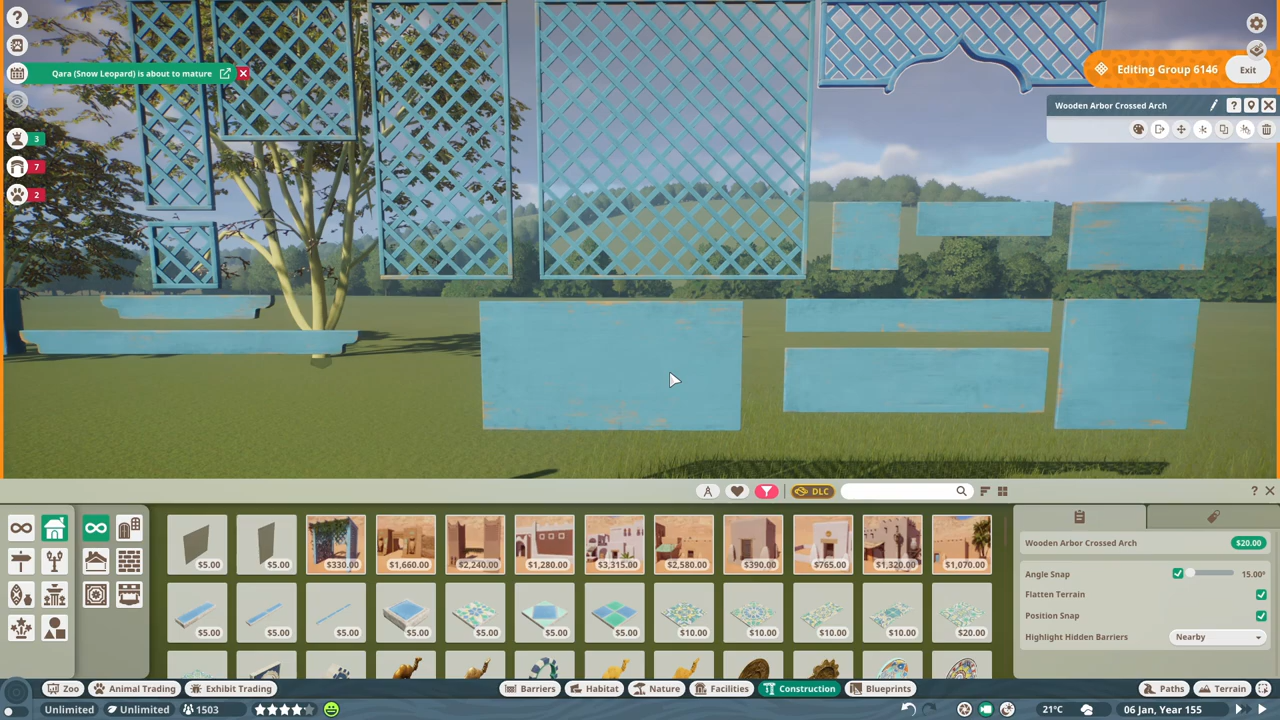 Qara (Snow Leopard) is about to mature
3
7
2
Editing Group 6146
Exit
Wooden Arbor Crossed Arch
?
DLC
?
$5.00 $5.00 $330.00 $1,660.00 $2,240.00 $1,280.00 $3,315.00 $2,580.00 $390.00 $765.00 $1,320.00 $1,070.00
$5.00 $5.00 $5.00 $5.00 $5.00 $5.00 $5.00 $10.00 $10.00 $10.00 $10.00 $20.00
Wooden Arbor Crossed Arch $20.00
Angle Snap 15.00°
Flatten Terrain
Position Snap
Highlight Hidden Barriers Nearby
Zoo Animal Trading Exhibit Trading Barriers Habitat Nature Facilities Construction Blueprints Paths Terrain
Unlimited Unlimited 1503 21°C 06 Jan, Year 155